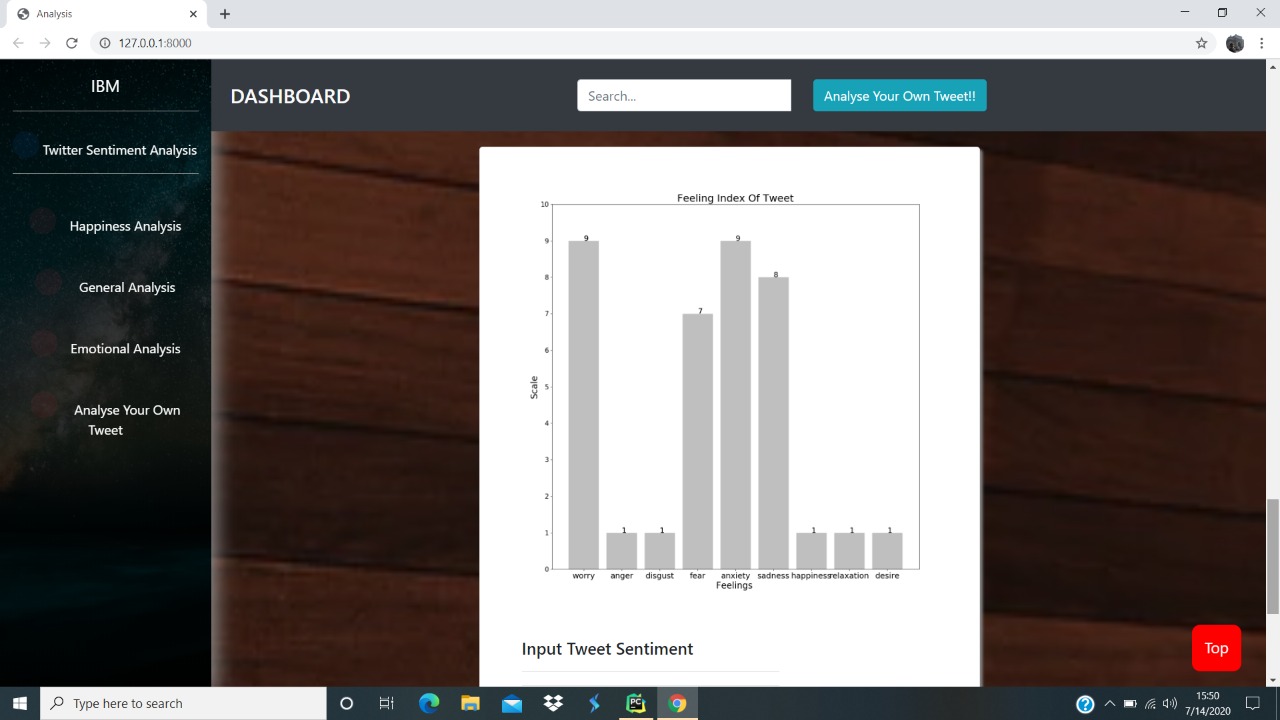 Analysis
127.0.0.1:8000
IBM
Twitter Sentiment Analysis
Happiness Analysis
General Analysis
Emotional Analysis
Analyse Your Own
Tweet
DASHBOARD
Search...
Analyse Your Own Tweet!!
Feeling Index Of Tweet
10
9
8
7
6
5
4
3
2
1
0
Scale
9
1
1
7
9
8
1
1
1
worry anger disgust fear anxiety sadness happiness relaxation desire
Feelings
Input Tweet Sentiment
Top
Type here to search
PC
15:50
7/14/2020